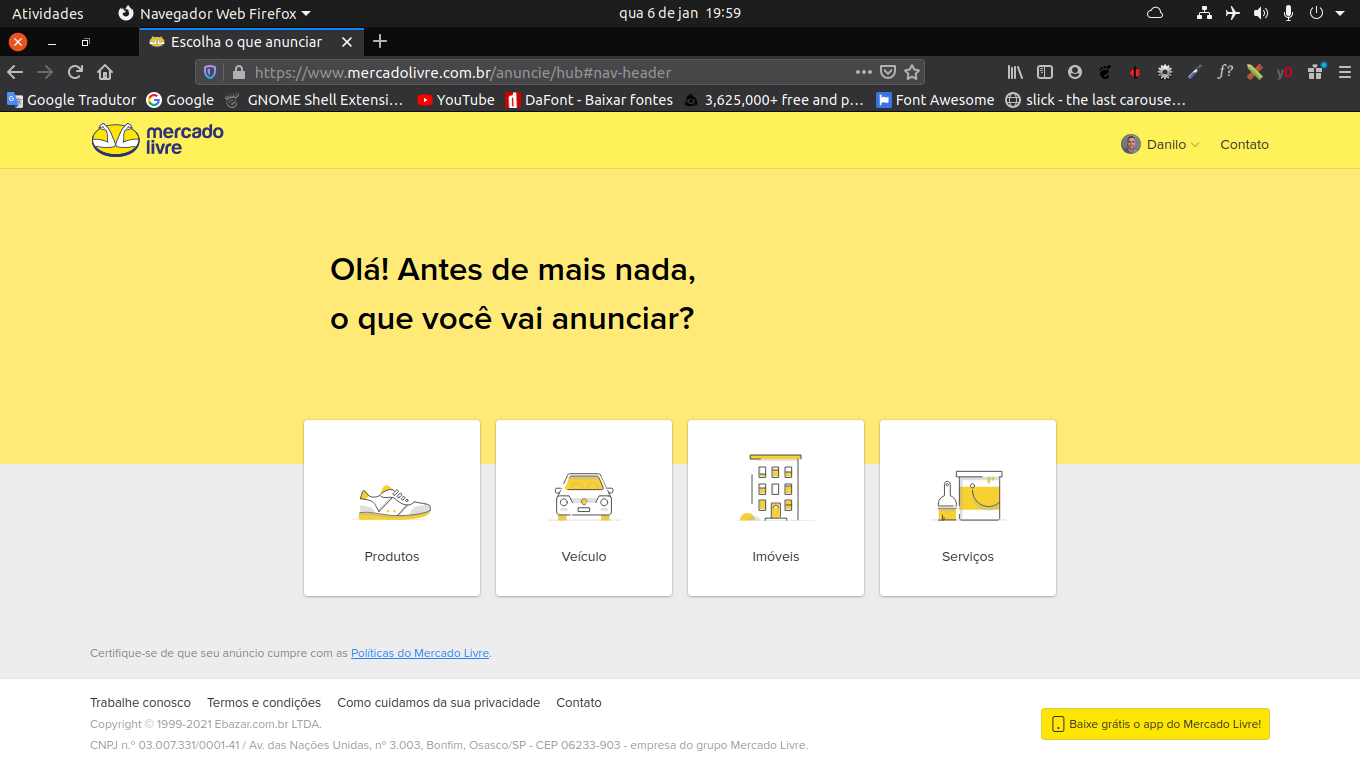 Atividades Navegador Web Firefox qua 6 de jan 19:59
Escolha o que anunciar
https://www.mercadolivre.com.br/anuncie/hub#nav-header
Google Tradutor Google GNOME Shell Extensi… YouTube DaFont - Baixar fontes 3,625,000+ free and p… Font Awesome slick - the last carouse…
mercado
livre
Danilo Contato
Olá! Antes de mais nada,
o que você vai anunciar?
Produtos Veículo Imóveis Serviços
Certifique-se de que seu anúncio cumpre com as Políticas do Mercado Livre.
Trabalhe conosco Termos e condições Como cuidamos da sua privacidade Contato
Copyright © 1999-2021 Ebazar.com.br LTDA.
Baixe grátis o app do Mercado Livre!
CNPJ n.º 03.007.331/0001-41 / Av. das Nações Unidas, nº 3.003, Bonfim, Osasco/SP - CEP 06233-903 - empresa do grupo Mercado Livre.